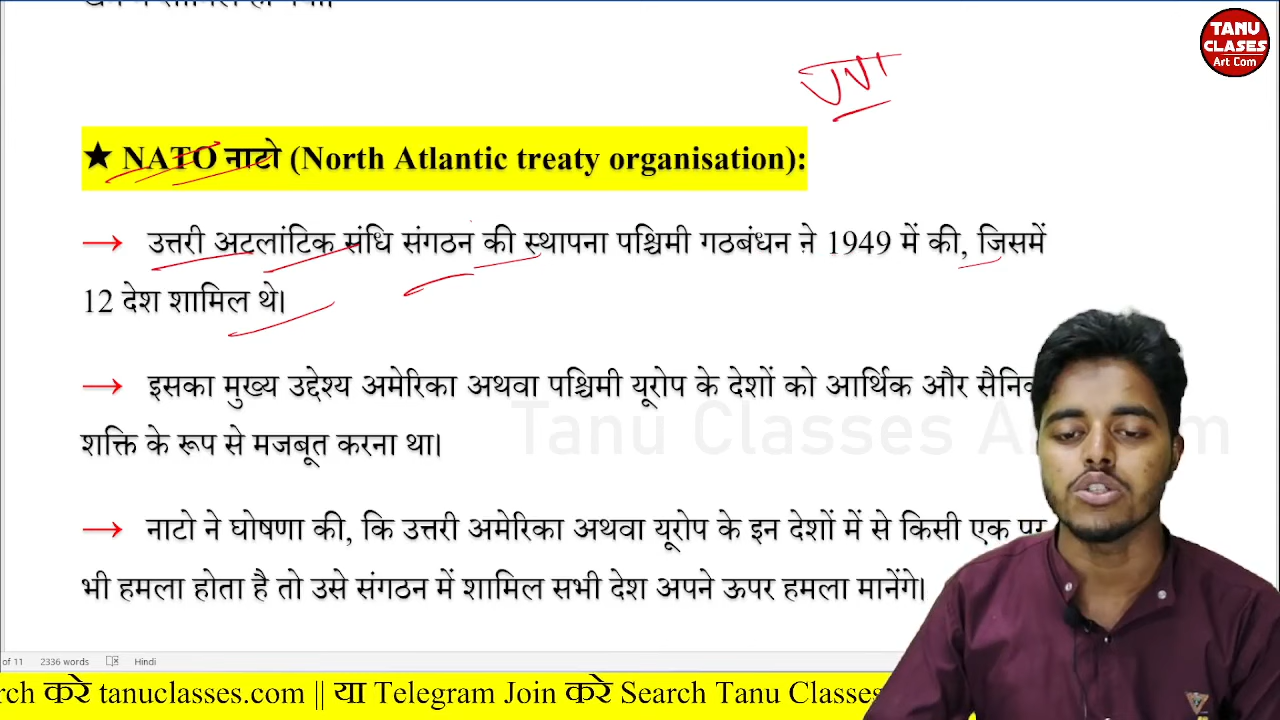 TANU
CLASES
Art Com
★ NATO नाटो (North Atlantic treaty organisation):
→ उत्तरी अटलांटिक संधि संगठन की स्थापना पश्चिमी गठबंधन ने 1949 में की, जिसमें
12 देश शामिल थे।
→ इसका मुख्य उद्देश्य अमेरिका अथवा पश्चिमी यूरोप के देशों को आर्थिक और
शक्ति के रूप से मजबूत करना था।
Tanu Classes
→ नाटो ने घोषणा की, कि उत्तरी अमेरिका अथवा यूरोप के इन देशों में से किसी एक पर
भी हमला होता है तो उसे संगठन में शामिल सभी देश अपने ऊपर हमला मानेंगे।
of 11 2336 words Hindi
करे tanuclasses.com || या Telegram Join करे Search Tanu Classes